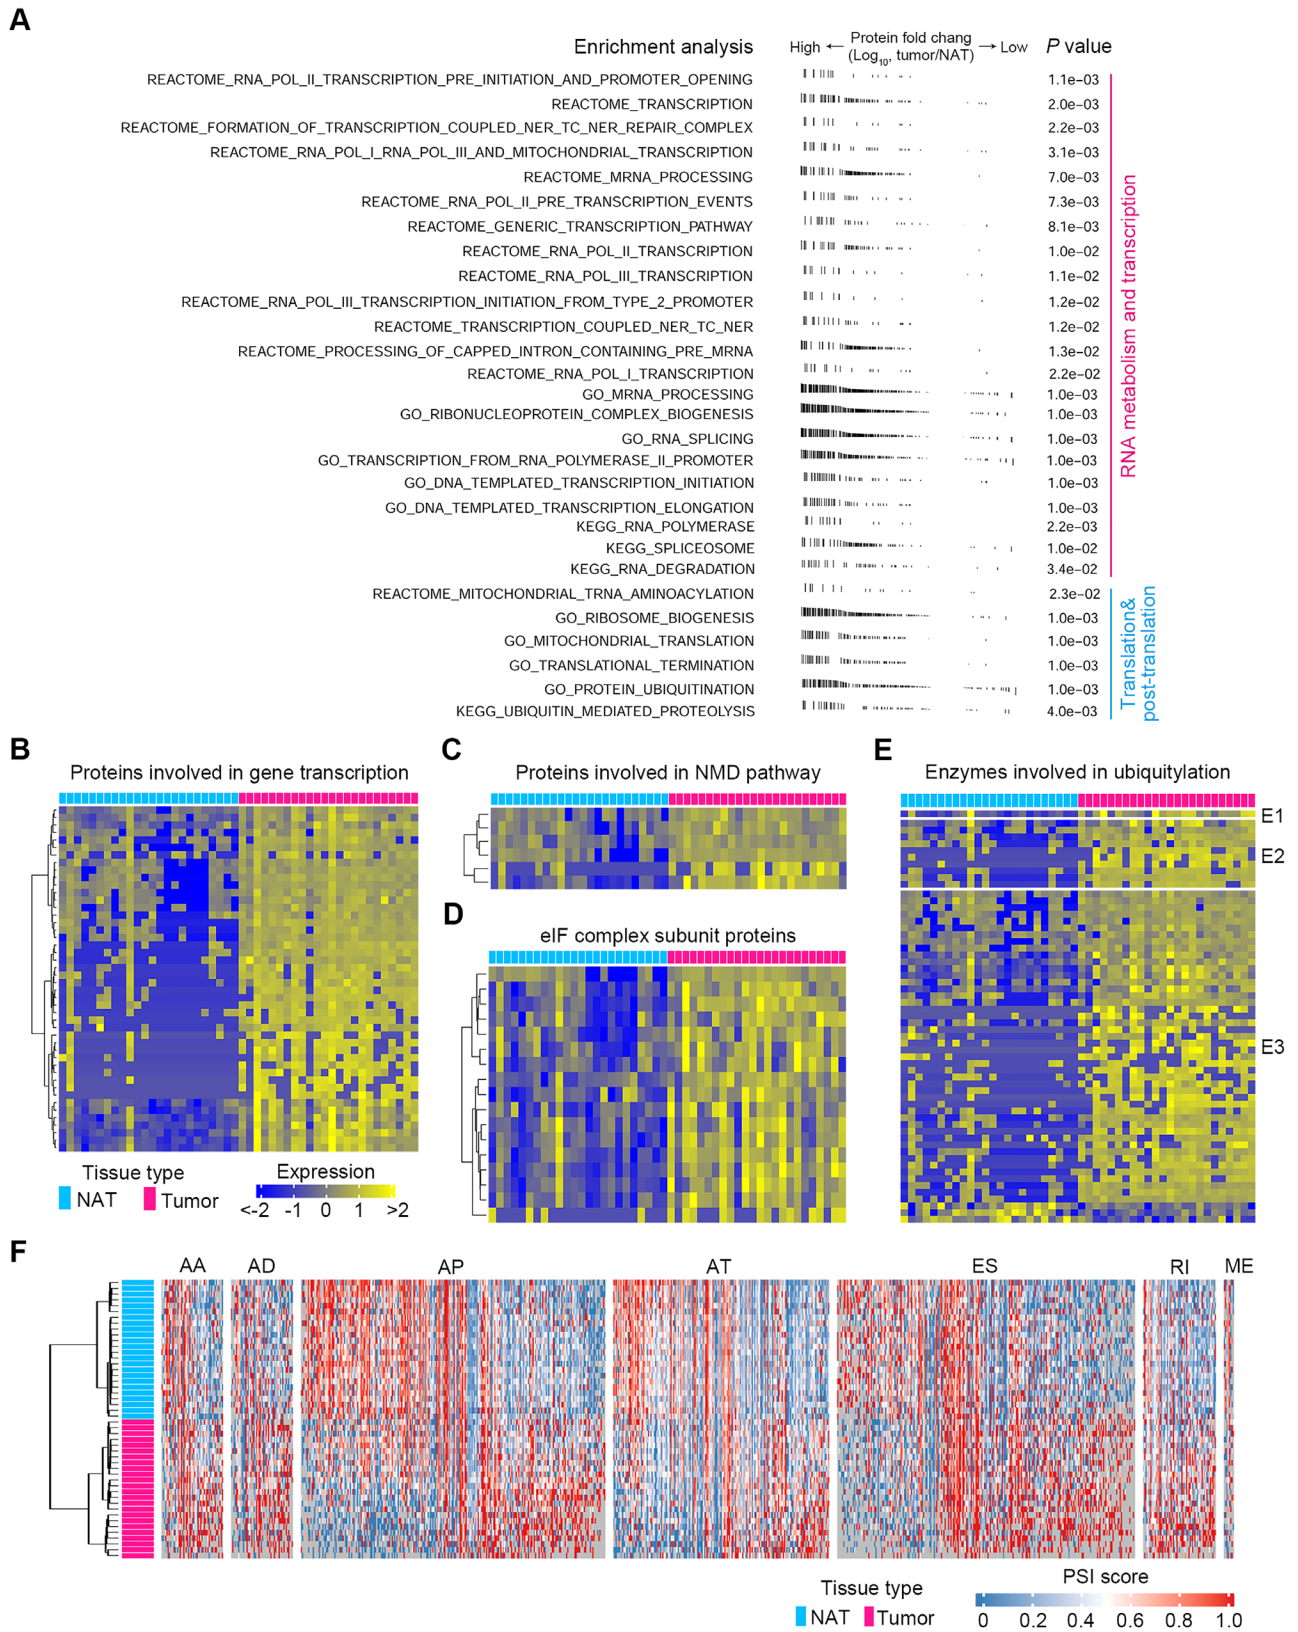 A
Enrichment analysis
High ← Protein fold chang → Low
(Log10, tumor/NAT)
P value
REACTOME_RNA_POL_II_TRANSCRIPTION_PRE_INITIATION_AND_PROMOTER_OPENING 1.1e−03
REACTOME_TRANSCRIPTION 2.0e−03
REACTOME_FORMATION_OF_TRANSCRIPTION_COUPLED_NER_TC_NER_REPAIR_COMPLEX 2.2e−03
REACTOME_RNA_POL_I_RNA_POL_III_AND_MITOCHONDRIAL_TRANSCRIPTION 3.1e−03
REACTOME_MRNA_PROCESSING 7.0e−03
REACTOME_RNA_POL_II_PRE_TRANSCRIPTION_EVENTS 7.3e−03
REACTOME_GENERIC_TRANSCRIPTION_PATHWAY 8.1e−03
REACTOME_RNA_POL_II_TRANSCRIPTION 1.0e−02
REACTOME_RNA_POL_III_TRANSCRIPTION 1.1e−02
REACTOME_RNA_POL_III_TRANSCRIPTION_INITIATION_FROM_TYPE_2_PROMOTER 1.2e−02
REACTOME_TRANSCRIPTION_COUPLED_NER_TC_NER 1.2e−02
REACTOME_PROCESSING_OF_CAPPED_INTRON_CONTAINING_PRE_MRNA 1.3e−02
REACTOME_RNA_POL_I_TRANSCRIPTION 2.2e−02
GO_MRNA_PROCESSING 1.0e−03
GO_RIBONUCLEOPROTEIN_COMPLEX_BIOGENESIS 1.0e−03
GO_RNA_SPLICING 1.0e−03
GO_TRANSCRIPTION_FROM_RNA_POLYMERASE_II_PROMOTER 1.0e−03
GO_DNA_TEMPLATED_TRANSCRIPTION_INITIATION 1.0e−03
GO_DNA_TEMPLATED_TRANSCRIPTION_ELONGATION 1.0e−03
KEGG_RNA_POLYMERASE 2.2e−03
KEGG_SPLICEOSOME 1.0e−02
KEGG_RNA_DEGRADATION 3.4e−02
RNA metabolism and transcription
REACTOME_MITOCHONDRIAL_TRNA_AMINOACYLATION 2.3e−02
GO_RIBOSOME_BIOGENESIS 1.0e−03
GO_MITOCHONDRIAL_TRANSLATION 1.0e−03
GO_TRANSLATIONAL_TERMINATION 1.0e−03
GO_PROTEIN_UBIQUITINATION 1.0e−03
KEGG_UBIQUITIN_MEDIATED_PROTEOLYSIS 4.0e−03
Translation&
post-translation
B
Proteins involved in gene transcription
Tissue type
NAT Tumor
Expression
<-2 -1 0 1 >2
C
Proteins involved in NMD pathway
D
eIF complex subunit proteins
E
Enzymes involved in ubiquitylation
E1
E2
E3
F
AA AD AP AT ES RI ME
Tissue type
NAT Tumor
PSI score
0 0.2 0.4 0.6 0.8 1.0